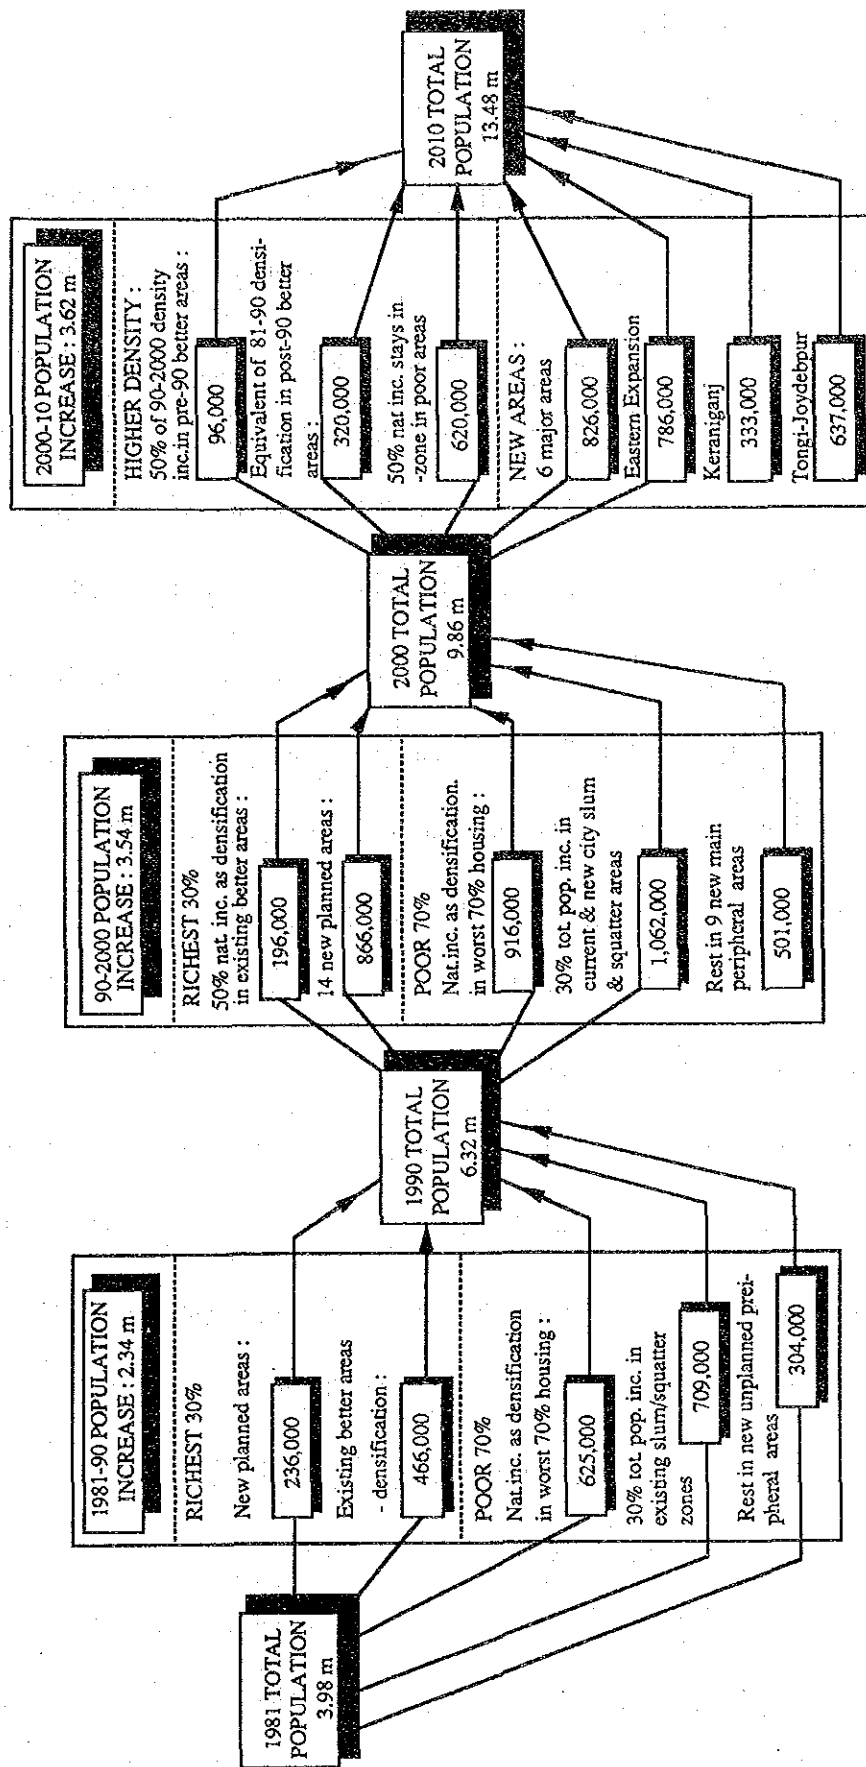 1981 TOTAL
POPULATION
3.98 m
1981-90 POPULATION
INCREASE : 2.34 m
RICHEST 30%
New planned areas :
236,000
Existing better areas
- densification :
466,000
POOR 70%
Nat.inc. as densification
in worst 70% housing :
625,000
30% tot. pop. inc. in
existing slum/squatter
zones
709,000
Rest in new unplanned prei-
pheral areas
304,000
1990 TOTAL
POPULATION
6.32 m
90-2000 POPULATION
INCREASE : 3.54 m
RICHEST 30%
50% nat. inc. as densification
in existing better areas :
196,000
14 new planned areas :
866,000
POOR 70%
Nat.inc. as densification.
in worst 70% housing :
916,000
30% tot. pop. inc. in
current & new city slum
& squatter areas
1,062,000
Rest in 9 new main
peripheral areas
501,000
2000 TOTAL
POPULATION
9.86 m
2000-10 POPULATION
INCREASE : 3.62 m
HIGHER DENSITY :
50% of 90-2000 density
inc.in pre-90 better areas :
96,000
Equivalent of 81-90 densi-
fication in post-90 better
areas :
320,000
50% nat inc. stays in
-zone in poor areas
620,000
NEW AREAS :
6 major areas
826,000
Eastern Expansion
786,000
Keraniganj
333,000
Tongi-Joydebpur
637,000
2010 TOTAL
POPULATION
13.48 m